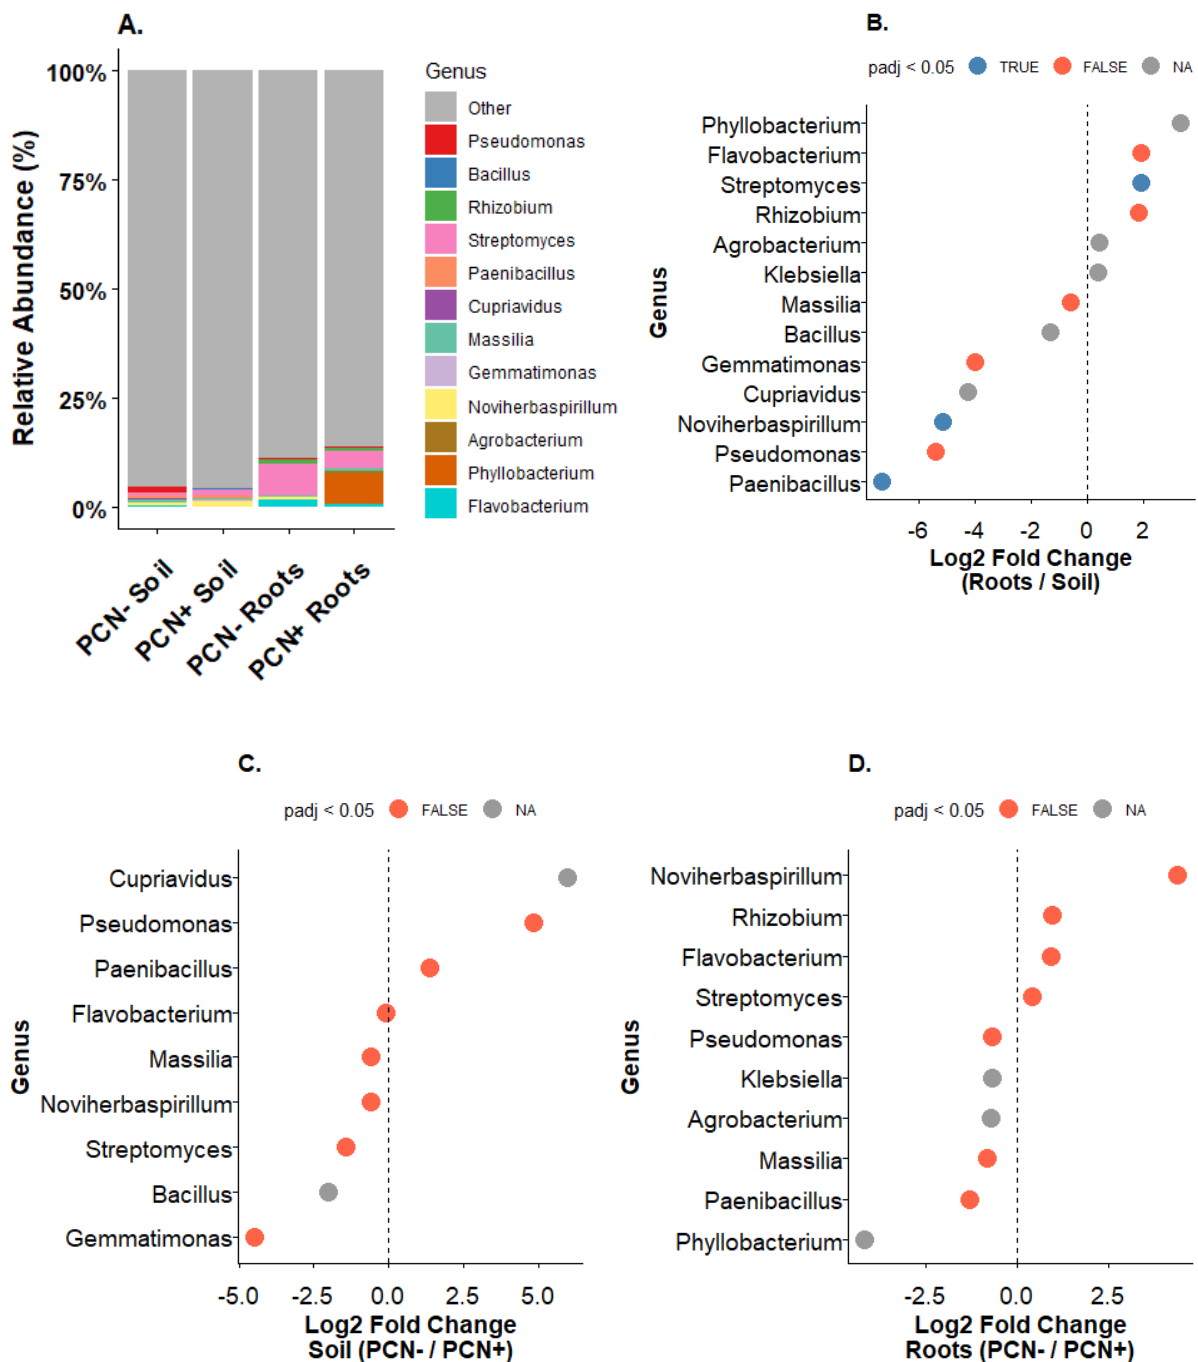 A.
Relative Abundance (%)
100%
75%
50%
25%
0%
PCN- Soil
PCN+ Soil
PCN- Roots
PCN+ Roots
Genus
Other
Pseudomonas
Bacillus
Rhizobium
Streptomyces
Paenibacillus
Cupriavidus
Massilia
Gemmatimonas
Noviherbaspirillum
Agrobacterium
Phyllobacterium
Flavobacterium
B.
padj < 0.05 TRUE FALSE NA
Genus
Phyllobacterium
Flavobacterium
Streptomyces
Rhizobium
Agrobacterium
Klebsiella
Massilia
Bacillus
Gemmatimonas
Cupriavidus
Noviherbaspirillum
Pseudomonas
Paenibacillus
-6 -4 -2 0 2
Log2 Fold Change
(Roots / Soil)
C.
padj < 0.05 FALSE NA
Genus
Cupriavidus
Pseudomonas
Paenibacillus
Flavobacterium
Massilia
Noviherbaspirillum
Streptomyces
Bacillus
Gemmatimonas
-5.0 -2.5 0.0 2.5 5.0
Log2 Fold Change
Soil (PCN- / PCN+)
D.
padj < 0.05 FALSE NA
Genus
Noviherbaspirillum
Rhizobium
Flavobacterium
Streptomyces
Pseudomonas
Klebsiella
Agrobacterium
Massilia
Paenibacillus
Phyllobacterium
-2.5 0.0 2.5
Log2 Fold Change
Roots (PCN- / PCN+)